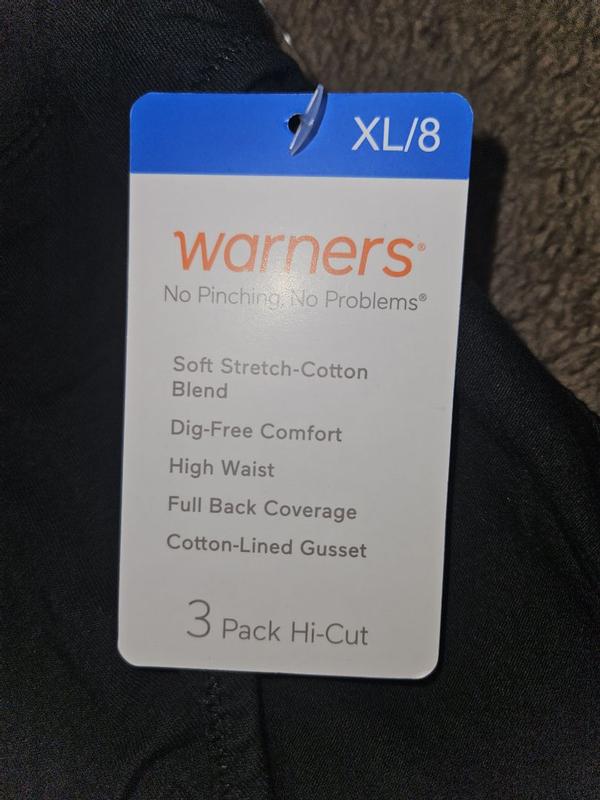 XL/8
warners®
No Pinching, No Problems®
Soft Stretch-Cotton
Blend
Dig-Free Comfort
High Waist
Full Back Coverage
Cotton-Lined Gusset
3 Pack Hi-Cut